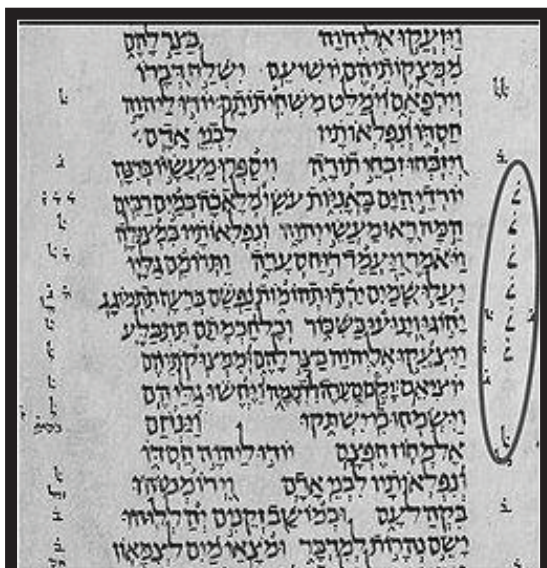 ויזעקו אל יהוה בצר להם
ממצקותיהם יושיעם ישלח דברו
וירפאם וימלט משחיתותם יודו ליהוה
חסדו ונפלאותיו לבני אדם
ויזבחו זבחי תודה ויספרו מעשיו ברנה
יורדי הים באניות עשי מלאכה במים רבים
המה ראו מעשי יהוה ונפלאותיו במצולה
ויאמר ויעמד רוח סערה ותרומם גליו
יעלו שמים ירדו תהומות נפשם ברעה תתמוגג
יחוגו וינועו כשכור וכל חכמתם תתבלע
ויצעקו אל יהוה בצר להם וממצוקתיהם
יוציאם יקם סערה לדממה ויחשו גליהם
וישמחו כי ישתקו וינחם
אל מחוז חפצם יודו ליהוה חסדו
ונפלאותיו לבני אדם וירוממוהו
בקהל עם ובמושב זקנים יהללוהו
ישם נהרות למדבר ומצאי מים לצמאון